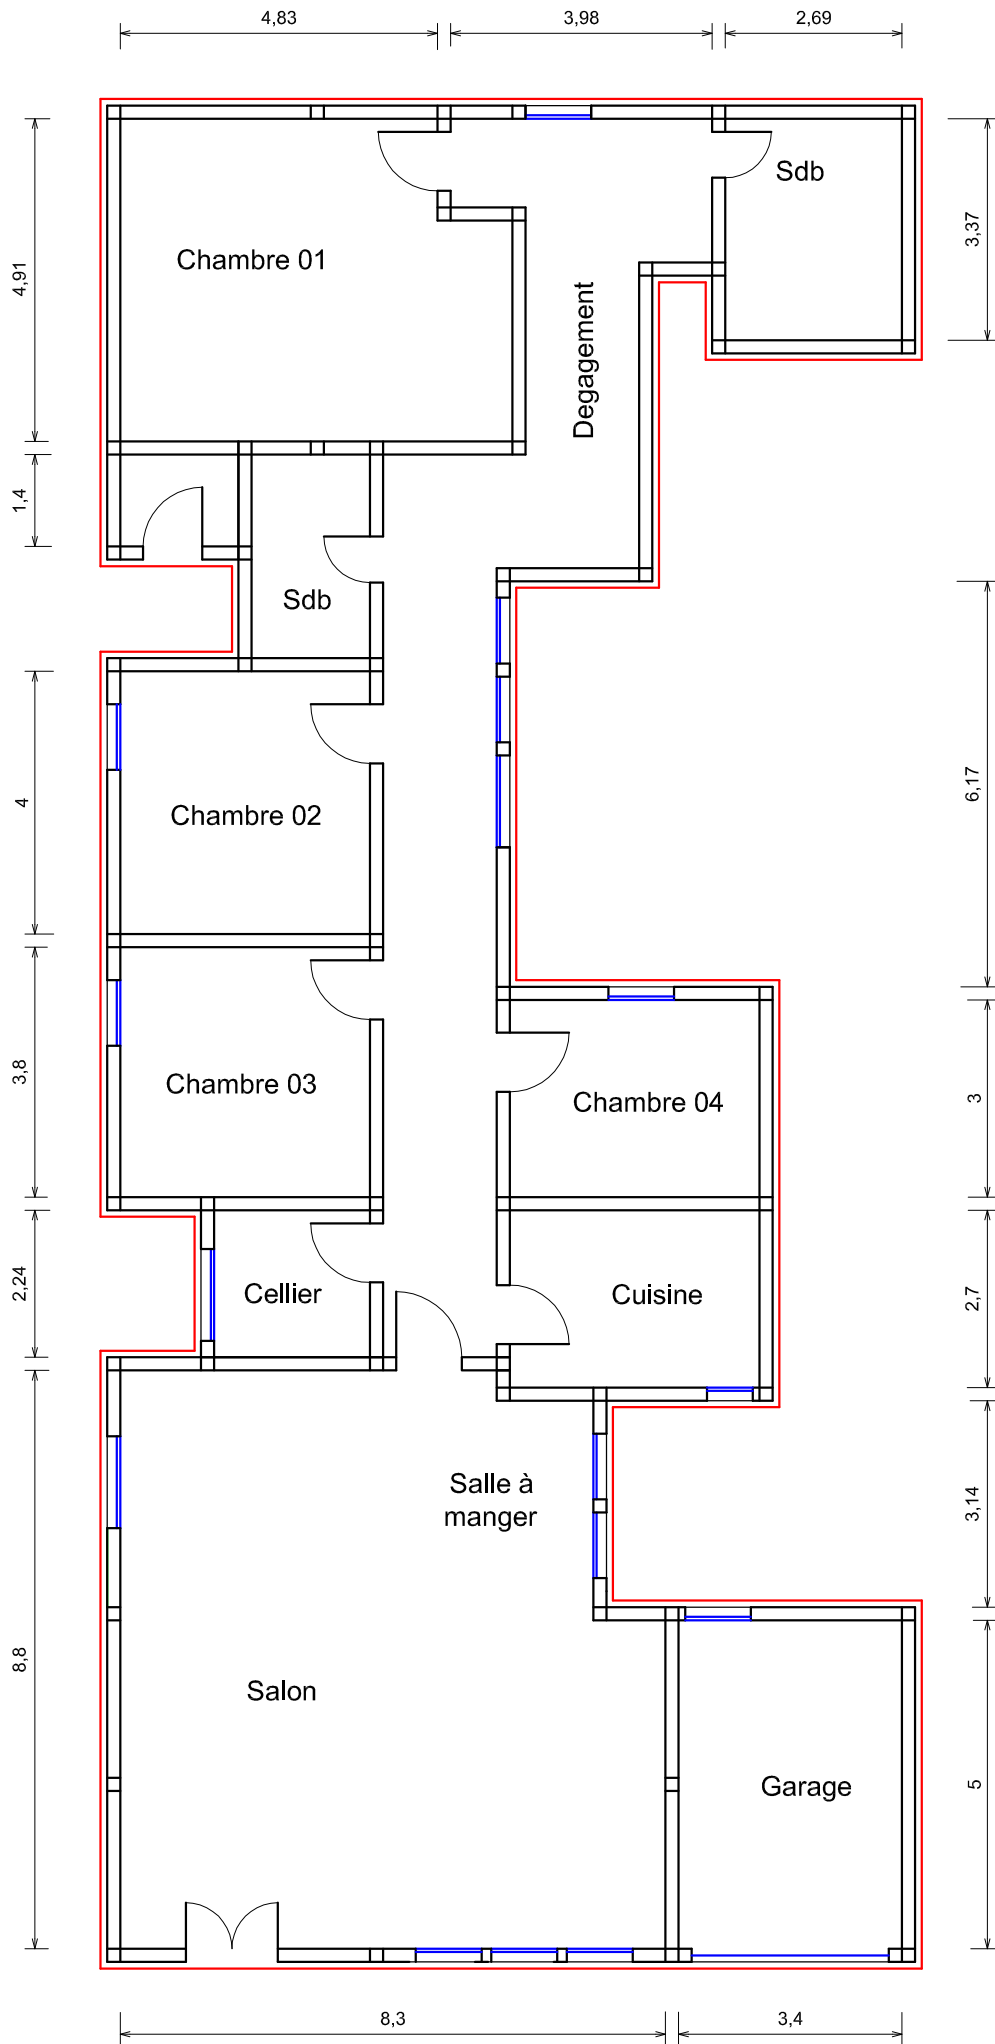 4,83
3,98
2,69
Sdb
3,37
Chambre 01
4,91
Degagement
1,4
Sdb
6,17
4
Chambre 02
3,8
Chambre 03
3
Chambre 04
2,24
Cellier
Cuisine
2,7
Salle à
manger
3,14
8,8
Salon
Garage
5
8,3
3,4